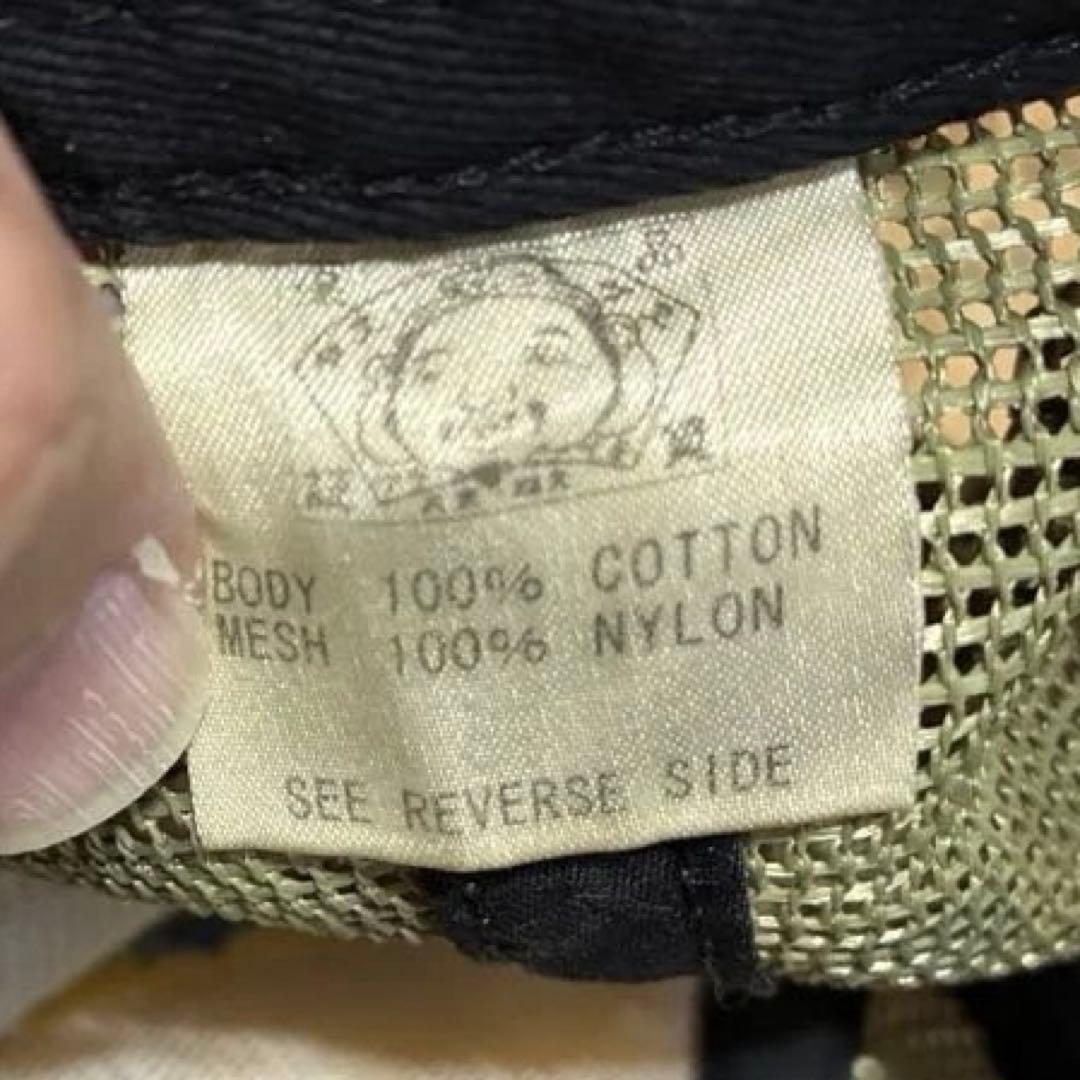 BODY 100% COTTON
MESH 100% NYLON
SEE REVERSE SIDE